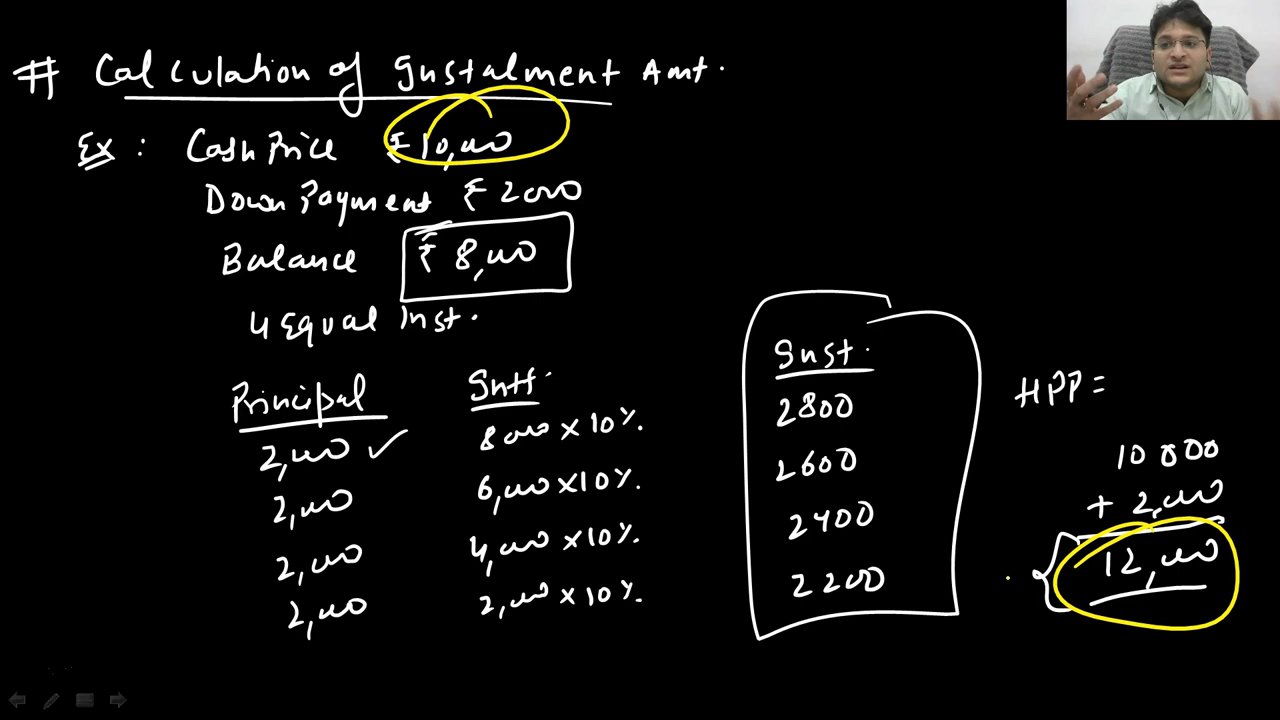 # Calculation of Instalment Amt.
Ex : Cash Price ₹ 10,000
Down Payment ₹ 2000
Balance ₹ 8,000
4 Equal Inst.
Principal Intt.
2,000 ✓ 8000 × 10%.
2,000 6,000 × 10%.
2,000 4,000 × 10%.
2,000 2,000 × 10%.
Inst.
2800
2600
2400
2200
HPP =
10 000
+ 2,000
12,000